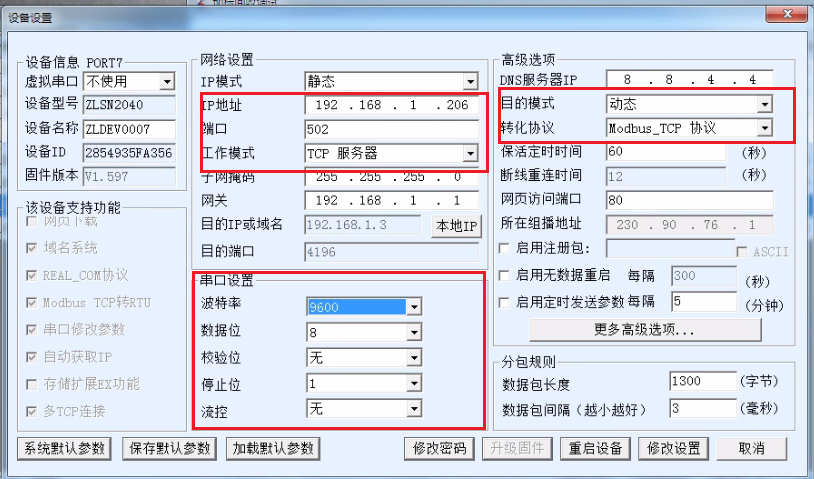 设备设置
设备信息 PORT7
虚拟串口 不使用
设备型号 ZLSN2040
设备名称 ZLDEV0007
设备ID 2854935FA356
固件版本 V1.597
该设备支持功能
网页下载
域名系统
REAL_COM协议
Modbus TCP转RTU
串口修改参数
自动获取IP
存储扩展EX功能
多TCP连接
网络设置
IP模式 静态
IP地址 192 .168 . 1 .206
端口 502
工作模式 TCP 服务器
子网掩码 255 .255 .255 . 0
网关 192 .168 . 1 . 1
目的IP或域名 192.168.1.3 本地IP
目的端口 4196
串口设置
波特率 9600
数据位 8
校验位 无
停止位 1
流控 无
高级选项
DNS服务器IP 8 . 8 . 4 . 4
目的模式 动态
转化协议 Modbus_TCP 协议
保活定时时间 60 (秒)
断线重连时间 12 (秒)
网页访问端口 80
所在组播地址 230 . 90 . 76 . 1
启用注册包: ASCII
启用无数据重启 每隔 300 (秒)
启用定时发送参数 每隔 5 (分钟)
更多高级选项...
分包规则
数据包长度 1300 (字节)
数据包间隔（越小越好） 3 (毫秒)
系统默认参数 保存默认参数 加载默认参数 修改密码 升级固件 重启设备 修改设置 取消